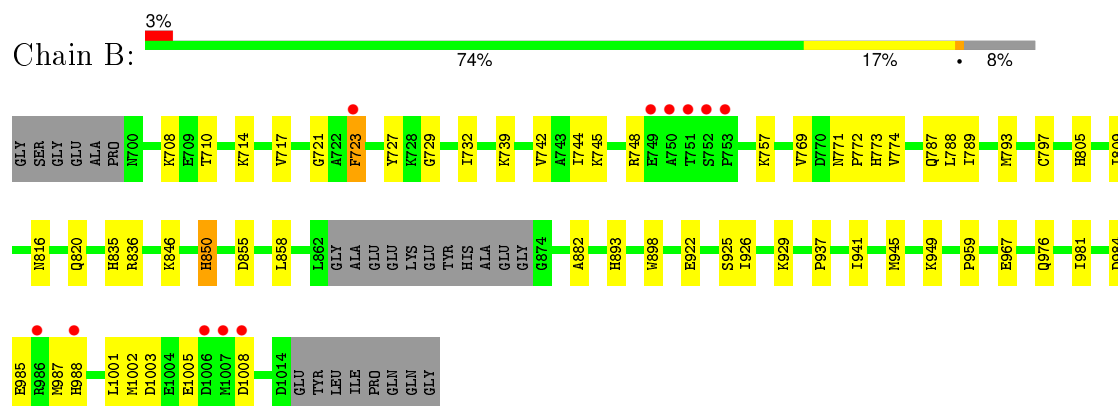 3%
Chain B:
74% 17% • 8%
GLY SER GLY GLU ALA PRO N700 K708 E709 T710 K714 V717 G721 A722 F723 Y727 K728 G729 I732 K739 V742 A743 I744 K745 R748 E749 A750 T751 S752 P753 K757 V769 D770 N771 P772 H773 V774 Q787 L788 I789 M793 C797 H805 I809
N816 Q820 H835 R836 K846 H850 D855 L858 L862 GLY ALA GLU GLU LYS GLU TYR HIS ALA GLU GLY G874 A882 H893 W898 E922 S925 I926 K929 P937 I941 M945 K949 P959 E967 Q976 I981 D984
E985 R986 M987 H988 L1001 M1002 D1003 E1004 E1005 D1006 M1007 D1008 D1014 GLU TYR LEU ILE PRO GLN GLN GLY